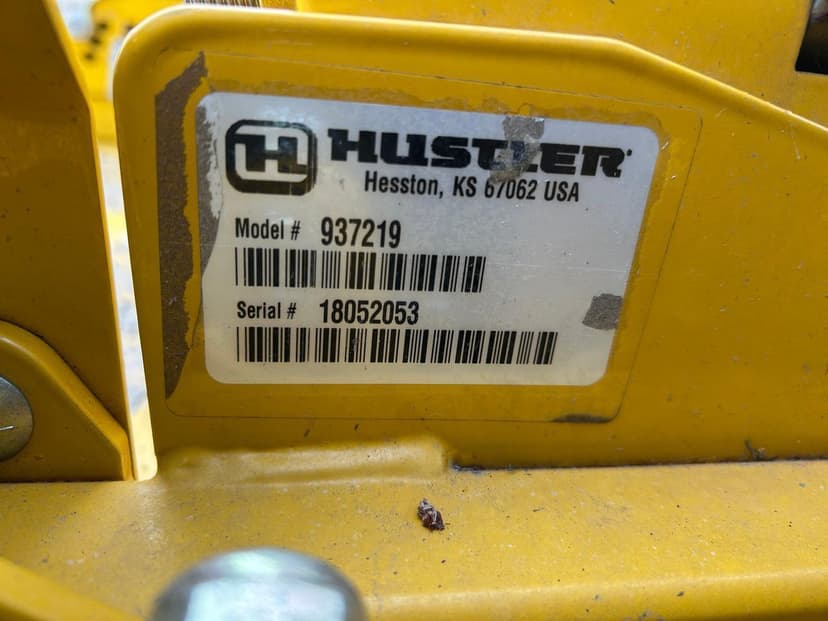 H HUSTLER
Hesston, KS 67062 USA
Model # 937219
Serial # 18052053